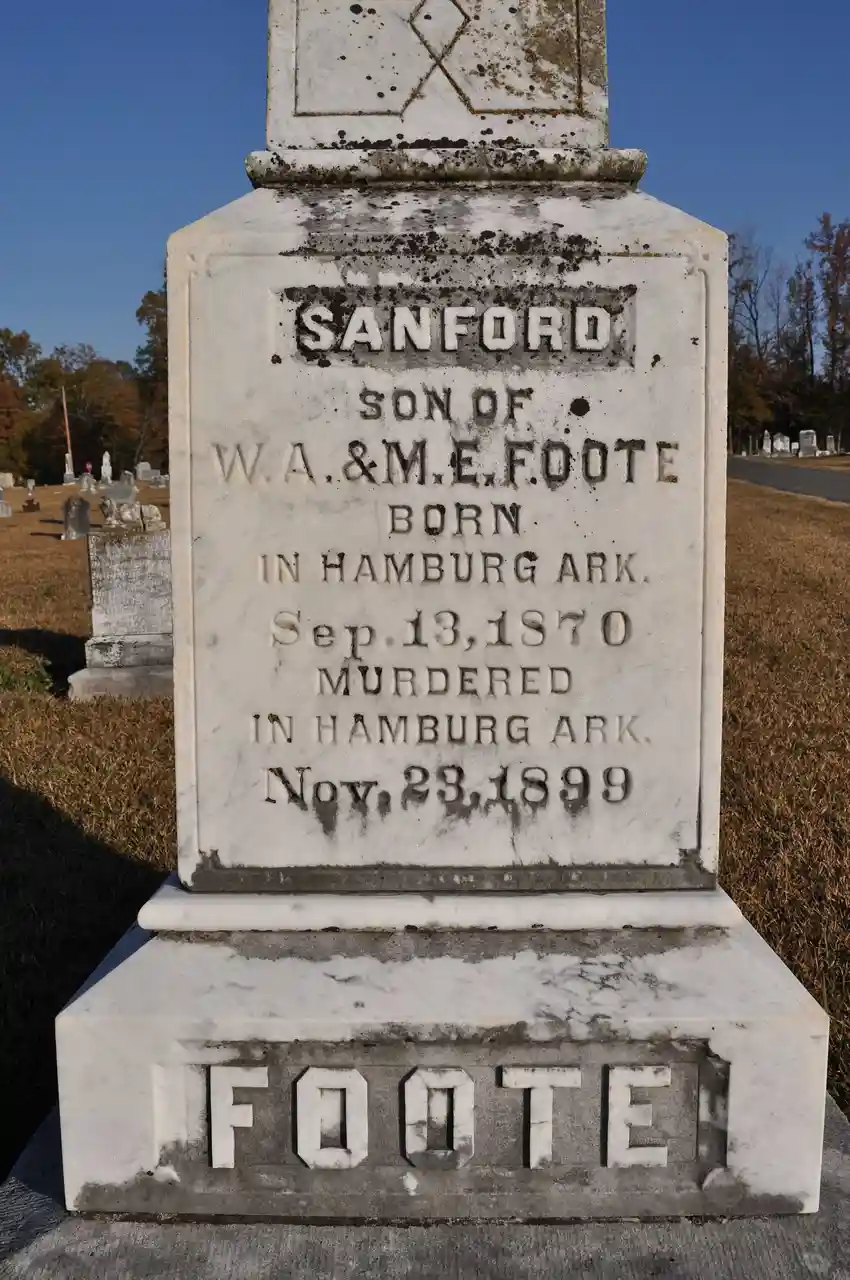 SANFORD
SON OF
W. A. & M. E. FOOTE
BORN
IN HAMBURG ARK.
Sep. 13, 1870
MURDERED
IN HAMBURG ARK.
Nov. 23, 1899
FOOTE